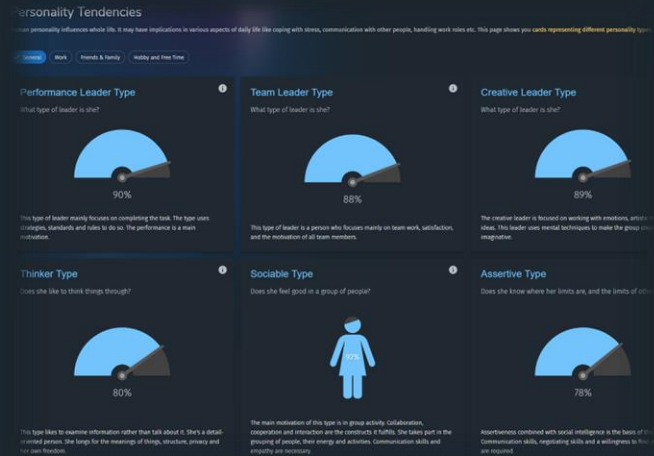 Personality Tendencies
personality influences whole life. It may have implications in various aspects of daily life like coping with stress, communication with other people, handling work roles etc. This page shows you cards representing different personality
General
Work
Friends & Family
Hobby and Free Time
Performance Leader Type
What type of leader is she?
90%
This type of leader mainly focuses on completing the task. The type uses
strategies, standards and rules to do so. The performance is a main
motivation.
Team Leader Type
What type of leader is she?
88%
This type of leader is a person who focuses mainly on team work, satisfaction,
and the motivation of all team members.
Creative Leader Type
What type of leader is she?
89%
The creative leader is focused on working with emotions, artistic
ideas. This leader uses mental techniques to make the group
imaginative.
Thinker Type
Does she like to think things through?
80%
This type likes to examine information rather than talk about it. She's a detail-
oriented person. She longs for the meanings of things, structure, privacy and
her own freedom.
Sociable Type
Does she feel good in a group of people?
The main motivation of this type is in group activity. Collaboration,
cooperation and interaction are the constructs it fulfills. She takes part in the
grouping of people, their energy and activities. Communication skills and
empathy are necessary.
Assertive Type
Does she know where her limits are, and the limits of
78%
Assertiveness combined with social intelligence is the basis of
Communication skills, negotiating skills and a willingness to
are required.